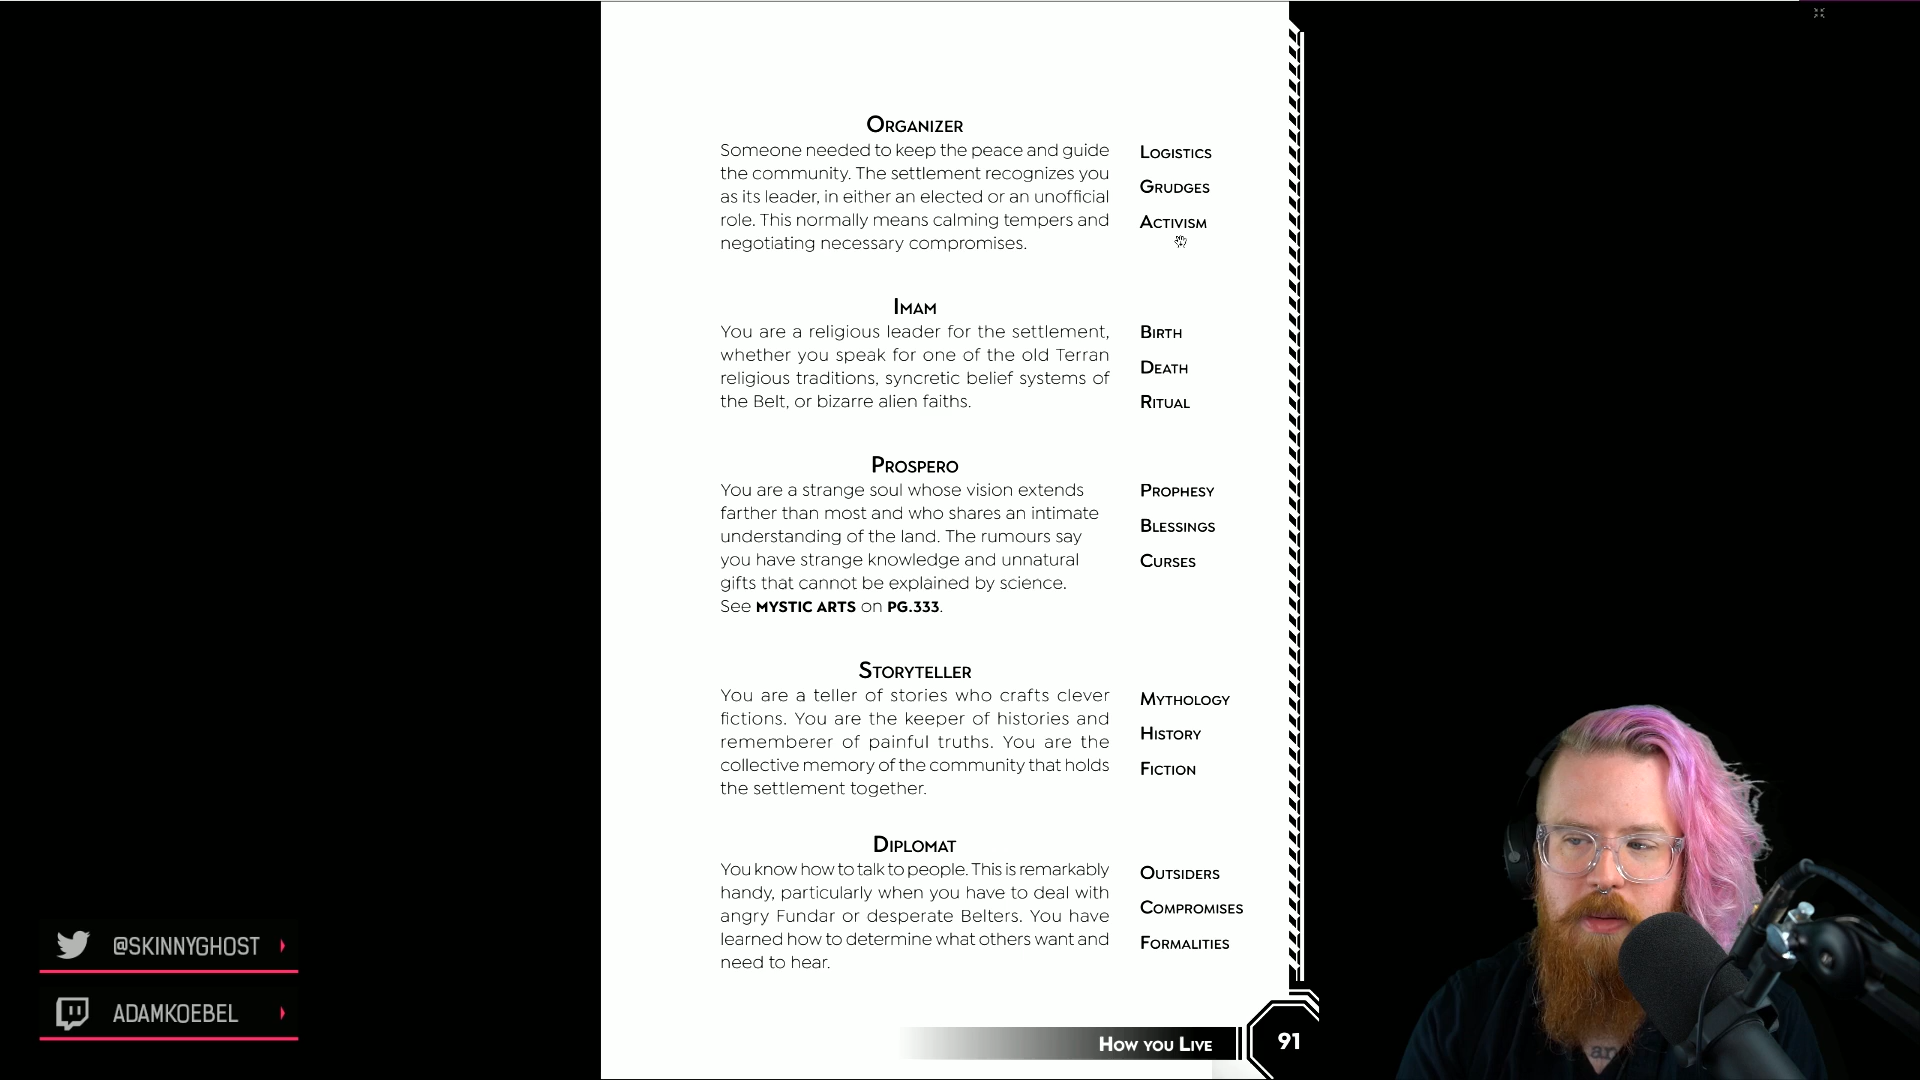 Organizer
Someone needed to keep the peace and guide
the community. The settlement recognizes you
as its leader, in either an elected or an unofficial
role. This normally means calming tempers and
negotiating necessary compromises.
Logistics
Grudges
Activism
Imam
You are a religious leader for the settlement,
whether you speak for one of the old Terran
religious traditions, syncretic belief systems of
the Belt, or bizarre alien faiths.
Birth
Death
Ritual
Prospero
You are a strange soul whose vision extends
farther than most and who shares an intimate
understanding of the land. The rumours say
you have strange knowledge and unnatural
gifts that cannot be explained by science.
See MYSTIC ARTS on PG.333.
Prophesy
Blessings
Curses
Storyteller
You are a teller of stories who crafts clever
fictions. You are the keeper of histories and
rememberer of painful truths. You are the
collective memory of the community that holds
the settlement together.
Mythology
History
Fiction
Diplomat
You know how to talk to people. This is remarkably
handy, particularly when you have to deal with
angry Fundar or desperate Belters. You have
learned how to determine what others want and
need to hear.
Outsiders
Compromises
Formalities
How you Live
91
@SKINNYGHOST
ADAMKOEBEL